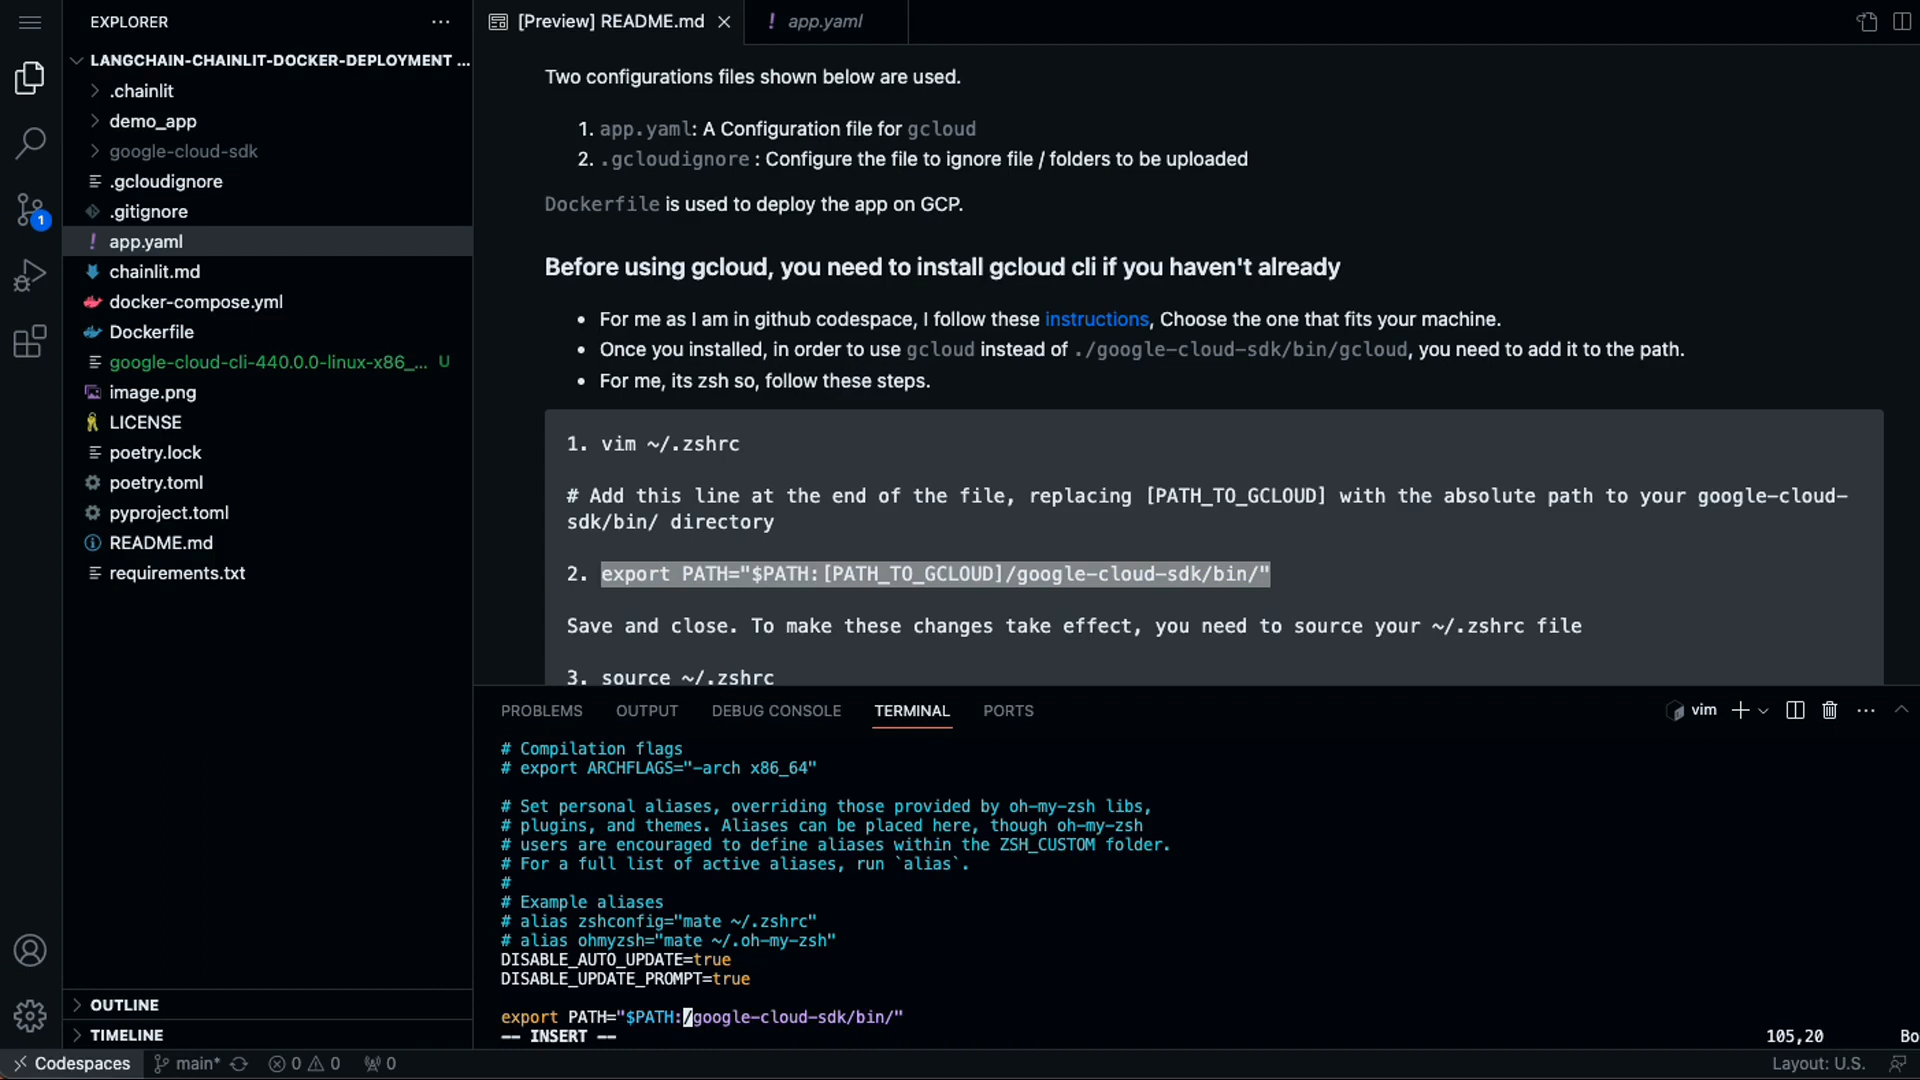 EXPLORER
LANGCHAIN-CHAINLIT-DOCKER-DEPLOYMENT ...
.chainlit
demo_app
google-cloud-sdk
.gcloudignore
.gitignore
app.yaml
chainlit.md
docker-compose.yml
Dockerfile
google-cloud-cli-440.0.0-linux-x86_... U
image.png
LICENSE
poetry.lock
poetry.toml
pyproject.toml
README.md
requirements.txt
OUTLINE
TIMELINE
1
[Preview] README.md
! app.yaml
Two configurations files shown below are used.
1. app.yaml: A Configuration file for gcloud
2. .gcloudignore : Configure the file to ignore file / folders to be uploaded
Dockerfile is used to deploy the app on GCP.
Before using gcloud, you need to install gcloud cli if you haven't already
• For me as I am in github codespace, I follow these instructions, Choose the one that fits your machine.
• Once you installed, in order to use gcloud instead of ./google-cloud-sdk/bin/gcloud, you need to add it to the path.
• For me, its zsh so, follow these steps.
1. vim ~/.zshrc
# Add this line at the end of the file, replacing [PATH_TO_GCLOUD] with the absolute path to your google-cloud-
sdk/bin/ directory
2. export PATH="$PATH:[PATH_TO_GCLOUD]/google-cloud-sdk/bin/"
Save and close. To make these changes take effect, you need to source your ~/.zshrc file
3. source ~/.zshrc
PROBLEMS OUTPUT DEBUG CONSOLE TERMINAL PORTS
vim
# Compilation flags
# export ARCHFLAGS="-arch x86_64"
# Set personal aliases, overriding those provided by oh-my-zsh libs,
# plugins, and themes. Aliases can be placed here, though oh-my-zsh
# users are encouraged to define aliases within the ZSH_CUSTOM folder.
# For a full list of active aliases, run `alias`.
#
# Example aliases
# alias zshconfig="mate ~/.zshrc"
# alias ohmyzsh="mate ~/.oh-my-zsh"
DISABLE_AUTO_UPDATE=true
DISABLE_UPDATE_PROMPT=true
export PATH="$PATH:/google-cloud-sdk/bin/"
-- INSERT -- 105,20 Bo
Codespaces main* 0 0 0 Layout: U.S.